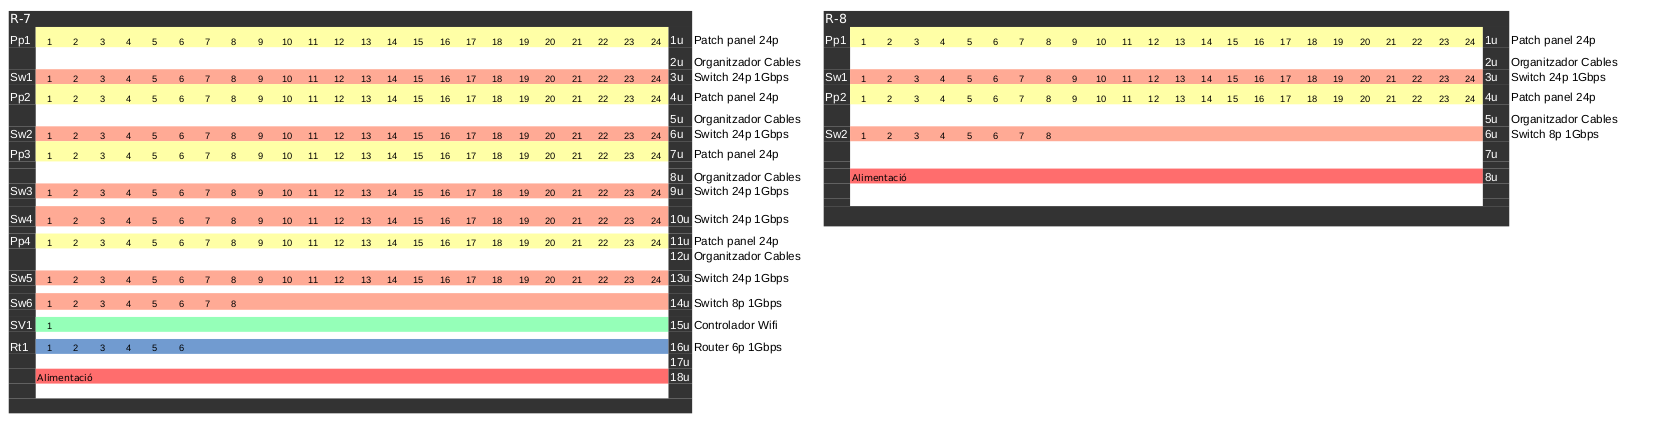 R-7
Pp1 1 2 3 4 5 6 7 8 9 10 11 12 13 14 15 16 17 18 19 20 21 22 23 24 1u Patch panel 24p
2u Organitzador Cables
Sw1 1 2 3 4 5 6 7 8 9 10 11 12 13 14 15 16 17 18 19 20 21 22 23 24 3u Switch 24p 1Gbps
Pp2 1 2 3 4 5 6 7 8 9 10 11 12 13 14 15 16 17 18 19 20 21 22 23 24 4u Patch panel 24p
5u Organitzador Cables
Sw2 1 2 3 4 5 6 7 8 9 10 11 12 13 14 15 16 17 18 19 20 21 22 23 24 6u Switch 24p 1Gbps
Pp3 1 2 3 4 5 6 7 8 9 10 11 12 13 14 15 16 17 18 19 20 21 22 23 24 7u Patch panel 24p
8u Organitzador Cables
Sw3 1 2 3 4 5 6 7 8 9 10 11 12 13 14 15 16 17 18 19 20 21 22 23 24 9u Switch 24p 1Gbps
Sw4 1 2 3 4 5 6 7 8 9 10 11 12 13 14 15 16 17 18 19 20 21 22 23 24 10u Switch 24p 1Gbps
Pp4 1 2 3 4 5 6 7 8 9 10 11 12 13 14 15 16 17 18 19 20 21 22 23 24 11u Patch panel 24p
12u Organitzador Cables
Sw5 1 2 3 4 5 6 7 8 9 10 11 12 13 14 15 16 17 18 19 20 21 22 23 24 13u Switch 24p 1Gbps
Sw6 1 2 3 4 5 6 7 8 14u Switch 8p 1Gbps
SV1 1 15u Controlador Wifi
Rt1 1 2 3 4 5 6 16u Router 6p 1Gbps
17u
Alimentació 18u
R-8
Pp1 1 2 3 4 5 6 7 8 9 10 11 12 13 14 15 16 17 18 19 20 21 22 23 24 1u Patch panel 24p
2u Organitzador Cables
Sw1 1 2 3 4 5 6 7 8 9 10 11 12 13 14 15 16 17 18 19 20 21 22 23 24 3u Switch 24p 1Gbps
Pp2 1 2 3 4 5 6 7 8 9 10 11 12 13 14 15 16 17 18 19 20 21 22 23 24 4u Patch panel 24p
5u Organitzador Cables
Sw2 1 2 3 4 5 6 7 8 6u Switch 8p 1Gbps
7u
Alimentació 8u